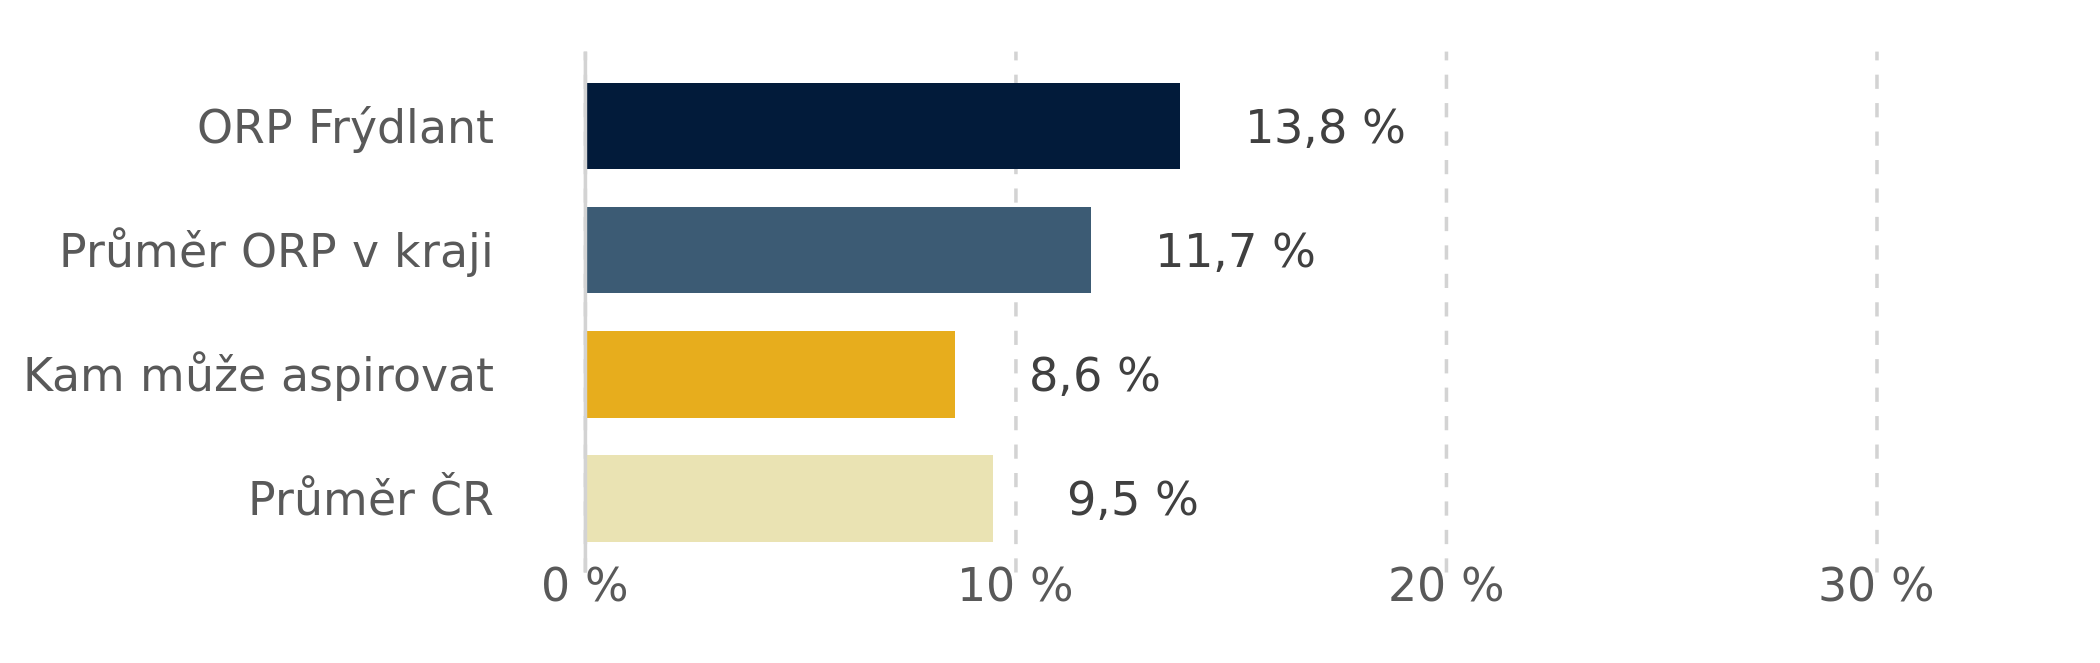 ORP Frýdlant 13,8 %
Průměr ORP v kraji 11,7 %
Kam může aspirovat 8,6 %
Průměr ČR 9,5 %
0 % 10 % 20 % 30 %